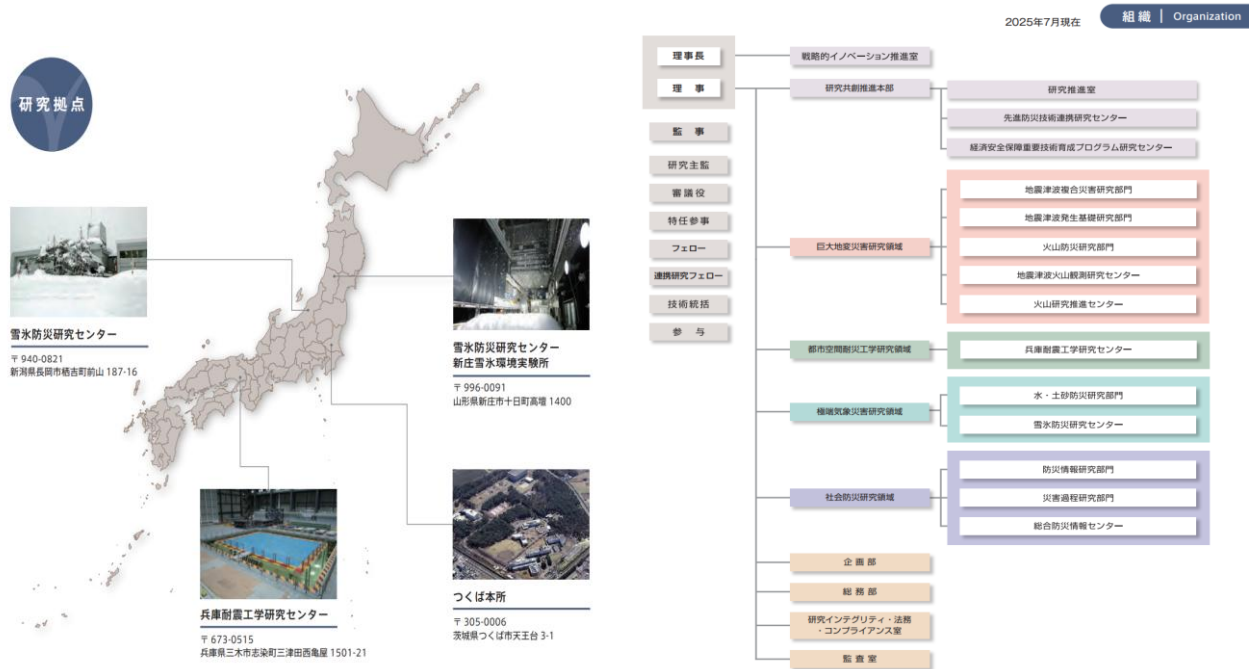 研究拠点
雪氷防災研究センター
〒940-0821
新潟県長岡市栖吉町前山 187-16
雪氷防災研究センター
新庄雪氷環境実験所
〒996-0091
山形県新庄市十日町高壇 1400
兵庫耐震工学研究センター
〒673-0515
兵庫県三木市志染町三津田西亀屋 1501-21
つくば本所
〒305-0006
茨城県つくば市天王台 3-1
2025年7月現在
組織 | Organization
理事長
理事
監事
研究主監
審議役
特任参事
フェロー
連携研究フェロー
技術統括
参与
戦略的イノベーション推進室
研究共創推進本部
研究推進室
先進防災技術連携研究センター
経済安全保障重要技術育成プログラム研究センター
巨大地変災害研究領域
地震津波複合災害研究部門
地震津波発生基礎研究部門
火山防災研究部門
地震津波火山観測研究センター
火山研究推進センター
都市空間耐災工学研究領域
兵庫耐震工学研究センター
極端気象災害研究領域
水・土砂防災研究部門
雪氷防災研究センター
社会防災研究領域
防災情報研究部門
災害過程研究部門
総合防災情報センター
企画部
総務部
研究インテグリティ・法務
・コンプライアンス室
監査室